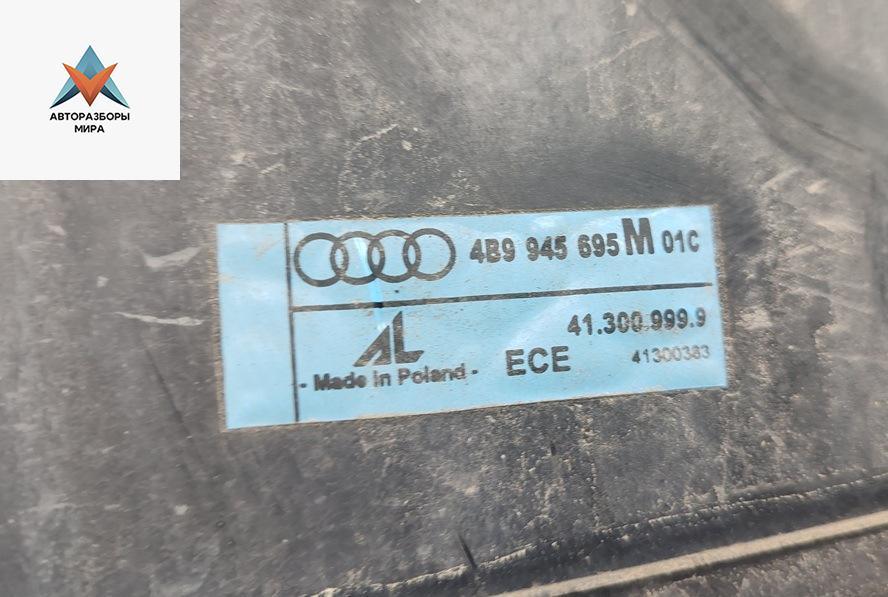 АВТОРАЗБОРЫ
МИРА
4B9 945 695 M 01C
41.300.999.9
AL
ECE
41300383
- Made in Poland -